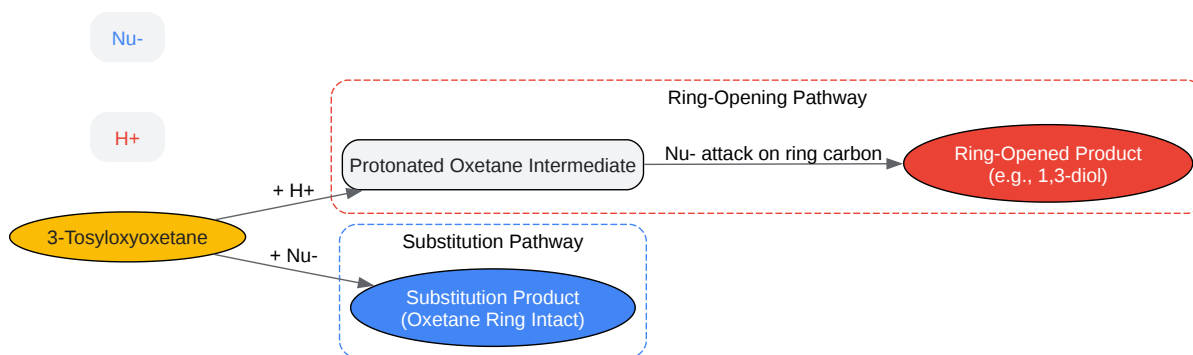 Nu-
H+
Ring-Opening Pathway
Protonated Oxetane Intermediate
Nu- attack on ring carbon
Ring-Opened Product
(e.g., 1,3-diol)
+ H+
3-Tosyloxyoxetane
+ Nu-
Substitution Pathway
Substitution Product
(Oxetane Ring Intact)